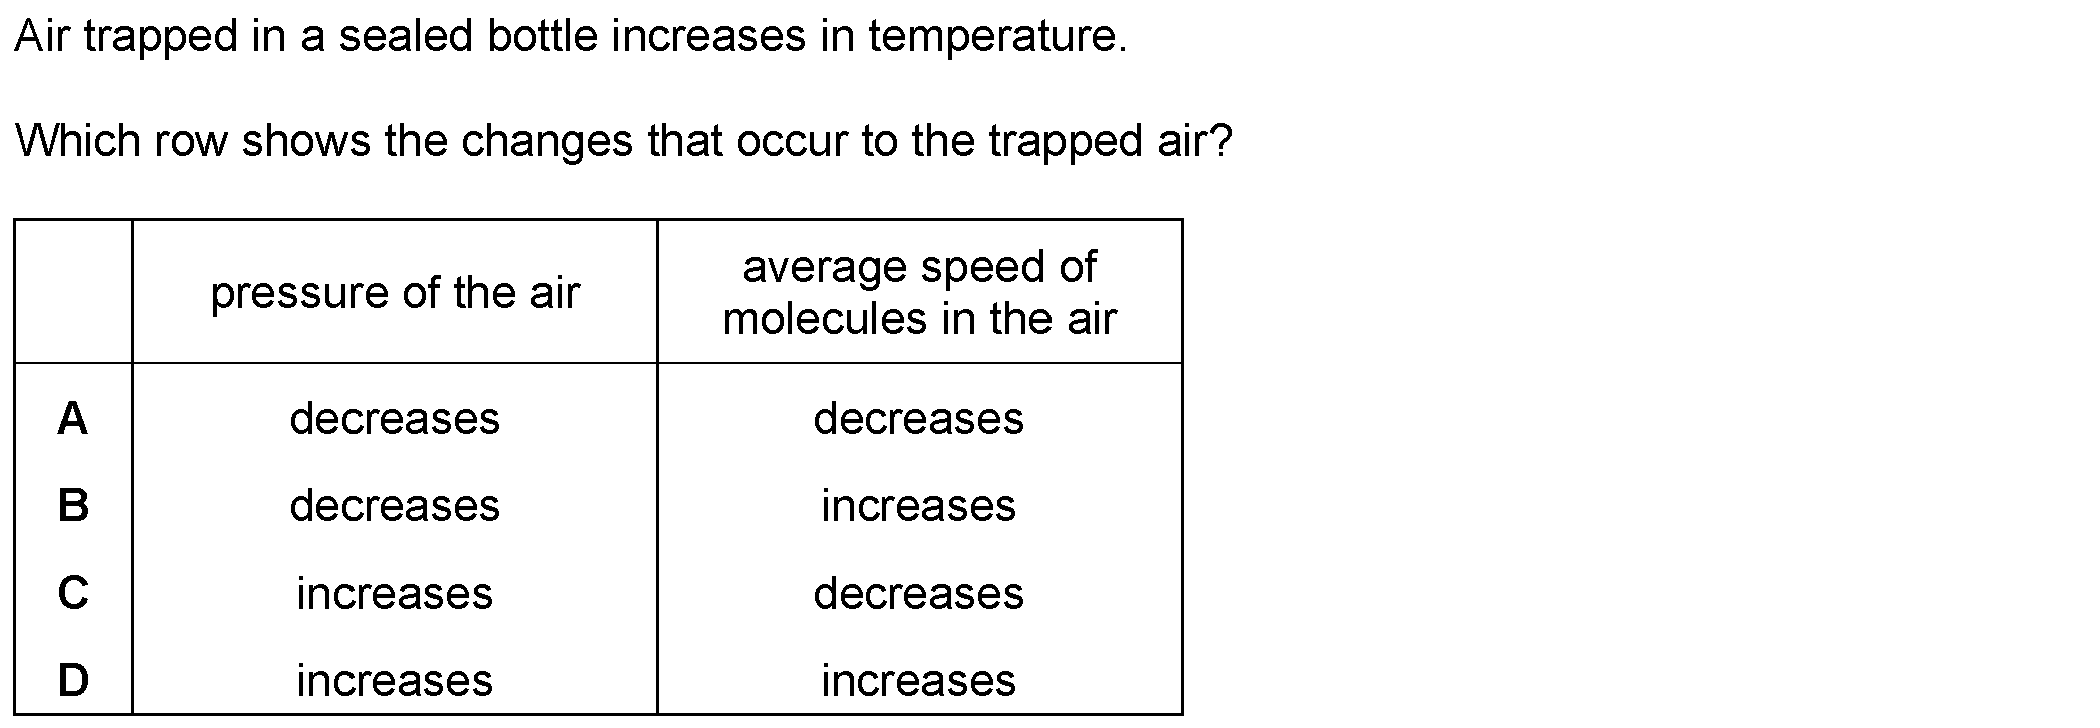 Air trapped in a sealed bottle increases in temperature.
Which row shows the changes that occur to the trapped air?
pressure of the air
average speed of
molecules in the air
A decreases decreases
B decreases increases
C increases decreases
D increases increases